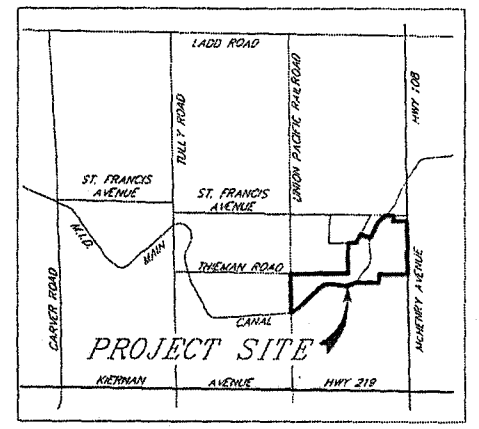 LADD ROAD
TULLY ROAD
UNION PACIFIC RAILROAD
HWY 108
ST. FRANCIS
AVENUE
ST. FRANCIS
AVENUE
M.I.D.
MAIN
THIEMAN ROAD
CANAL
CARVER ROAD
MCHENRY AVENUE
PROJECT SITE
KIERNAN
AVENUE
HWY 219